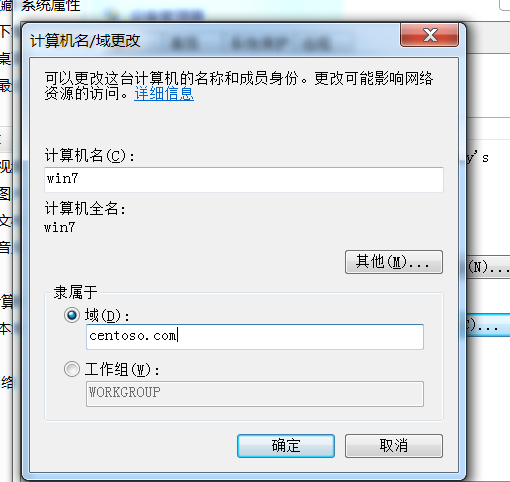 系统属性
计算机名/域更改
可以更改这台计算机的名称和成员身份。更改可能影响网络
资源的访问。详细信息
计算机名(C):
win7
计算机全名:
win7
其他(M)...
隶属于
域(D):
centoso.com
工作组(W):
WORKGROUP
确定
取消
y's
(N)...
)...